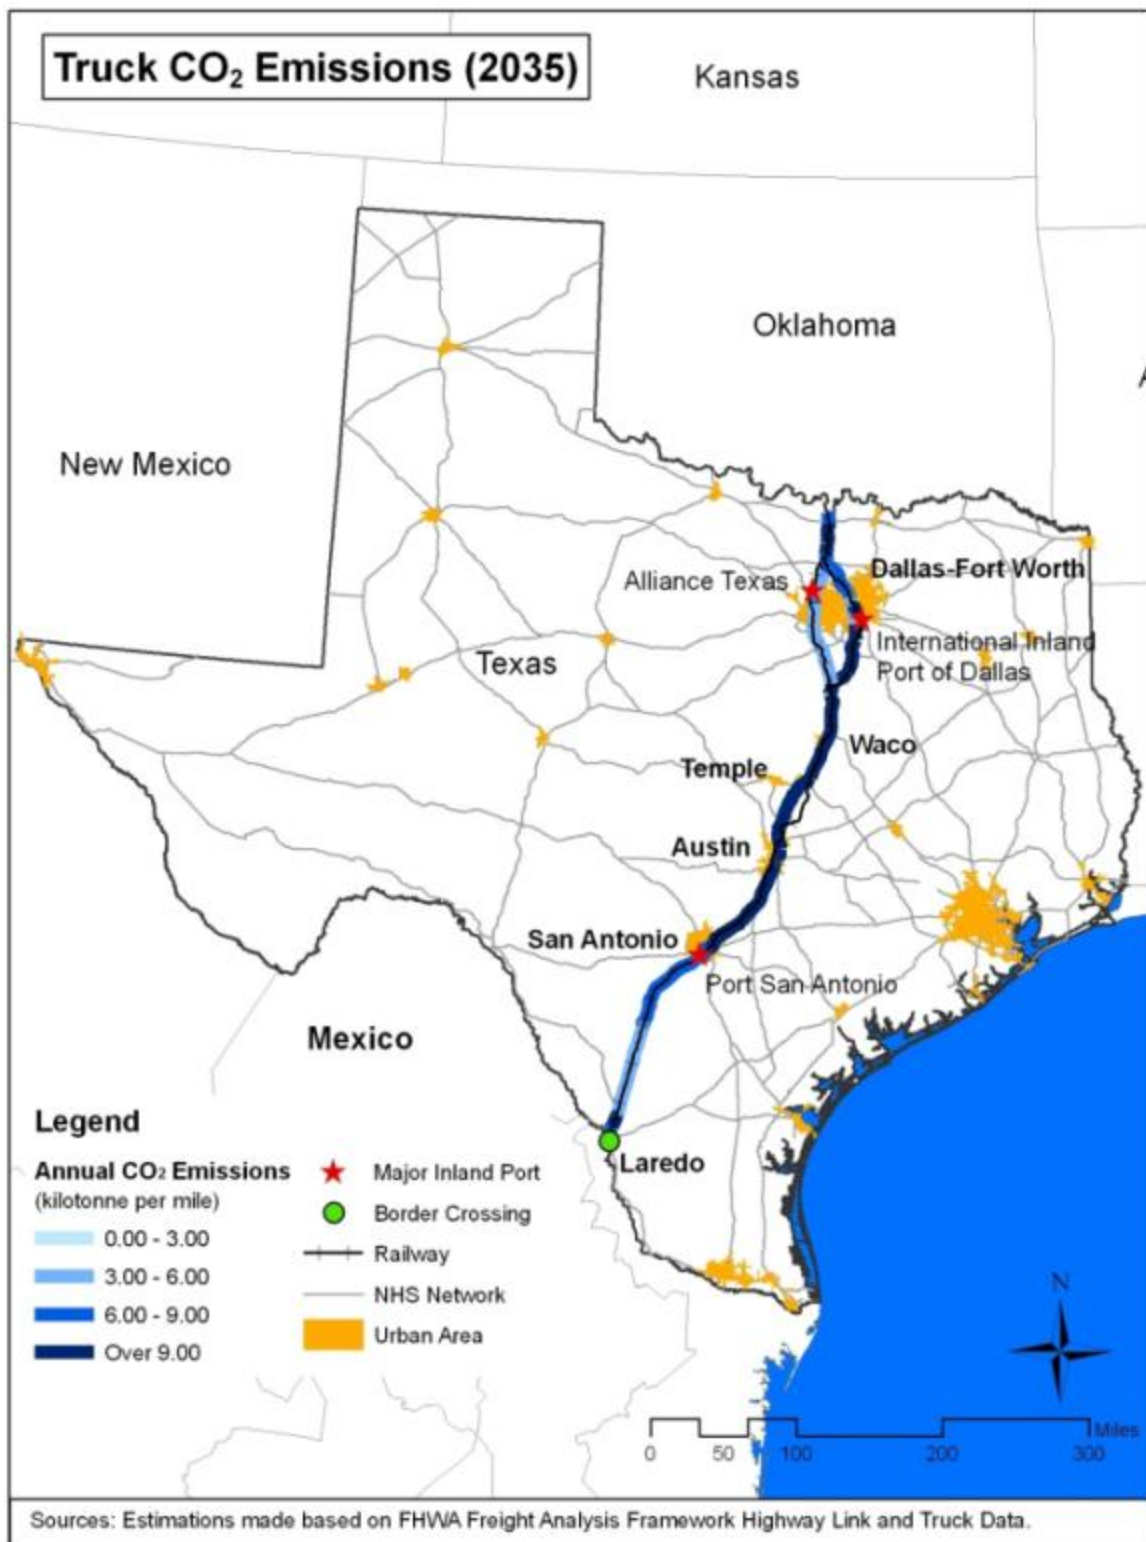 Truck CO₂ Emissions (2035)
Kansas
Oklahoma
A
New Mexico
Alliance Texas
Dallas-Fort Worth
International Inland
Port of Dallas
Texas
Waco
Temple
Austin
San Antonio
Port San Antonio
Mexico
Laredo
Legend
Annual CO₂ Emissions
(kilotonne per mile)
0.00 - 3.00
3.00 - 6.00
6.00 - 9.00
Over 9.00
Major Inland Port
Border Crossing
Railway
NHS Network
Urban Area
N
Miles
0 50 100 200 300
Sources: Estimations made based on FHWA Freight Analysis Framework Highway Link and Truck Data.